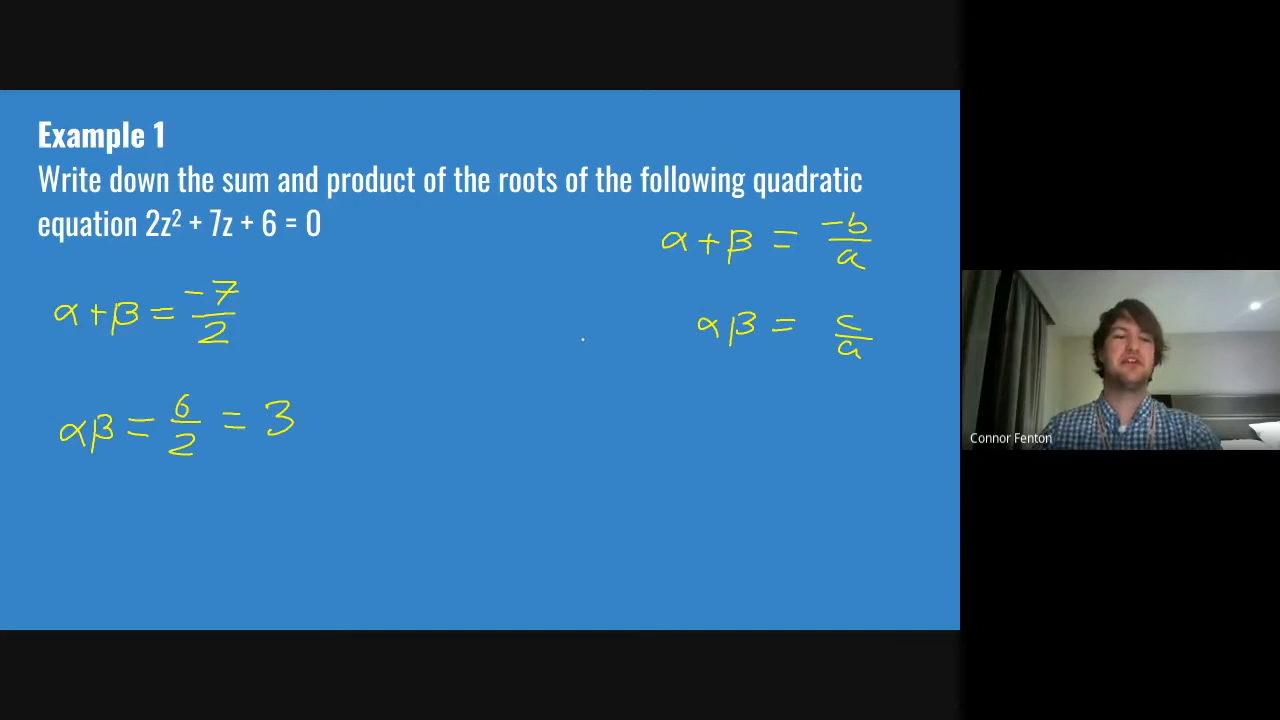 Example 1
Write down the sum and product of the roots of the following quadratic
equation 2z² + 7z + 6 = 0
α + β = -b/a
α + β = -7/2
αβ = c/a
αβ = 6/2 = 3
Connor Fenton